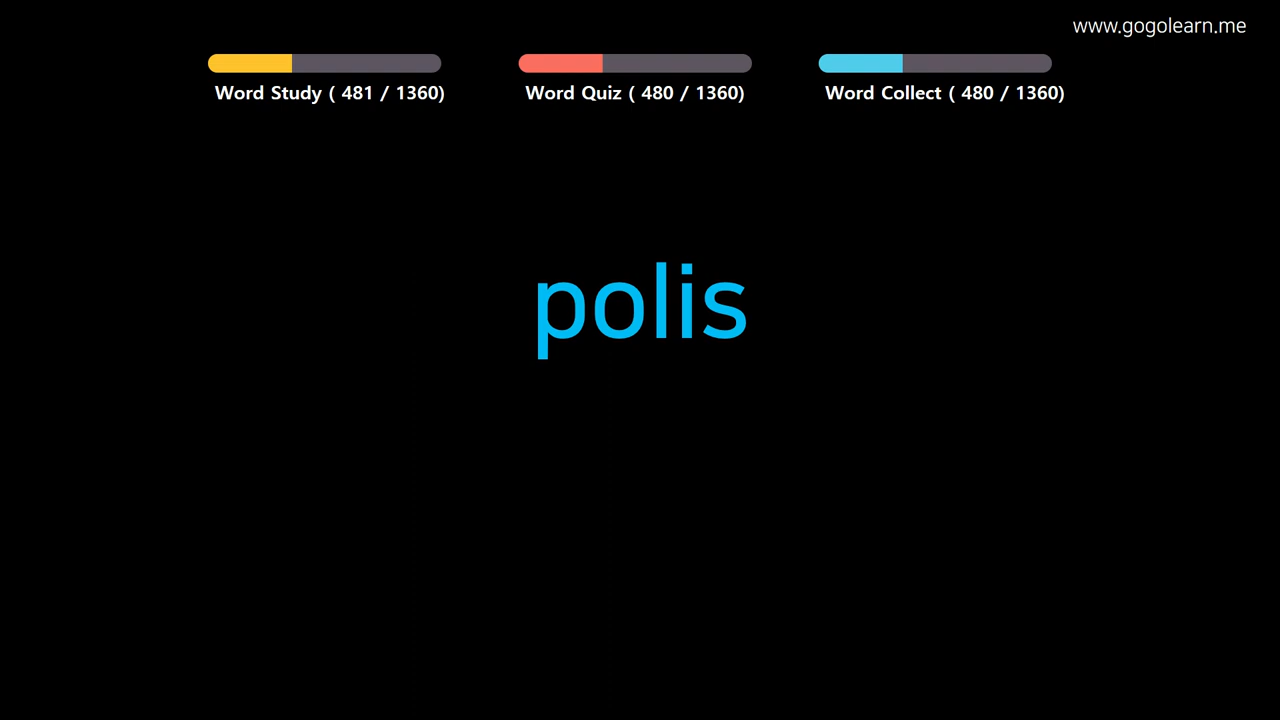 www.gogolearn.me
Word Study ( 481 / 1360)
Word Quiz ( 480 / 1360)
Word Collect ( 480 / 1360)
polis